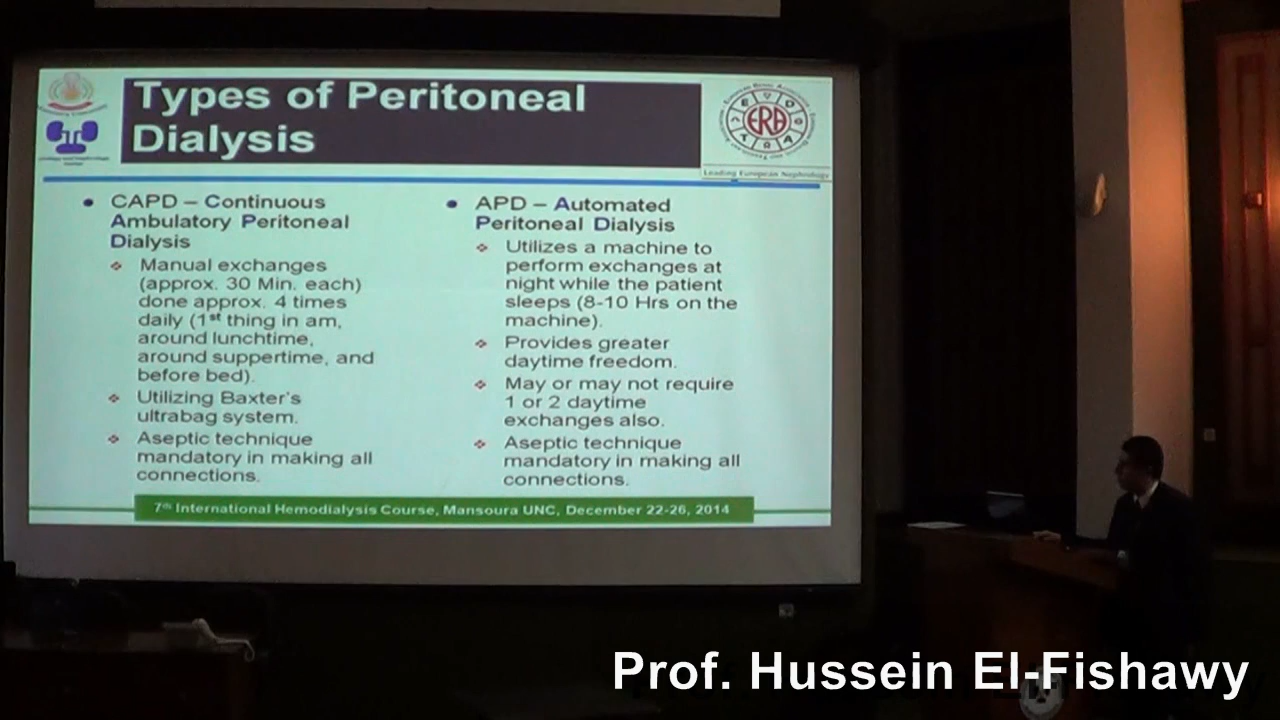 Types of Peritoneal
Dialysis
ERA
Leading European Nephrology
CAPD – Continuous
Ambulatory Peritoneal
Dialysis
Manual exchanges
(approx. 30 Min. each)
done approx. 4 times
daily (1st thing in am,
around lunchtime,
around suppertime, and
before bed).
Utilizing Baxter's
ultrabag system.
Aseptic technique
mandatory in making all
connections.
APD – Automated
Peritoneal Dialysis
Utilizes a machine to
perform exchanges at
night while the patient
sleeps (8-10 Hrs on the
machine).
Provides greater
daytime freedom.
May or may not require
1 or 2 daytime
exchanges also.
Aseptic technique
mandatory in making all
connections.
7th International Hemodialysis Course, Mansoura UNC, December 22-26, 2014
Prof. Hussein El-Fishawy